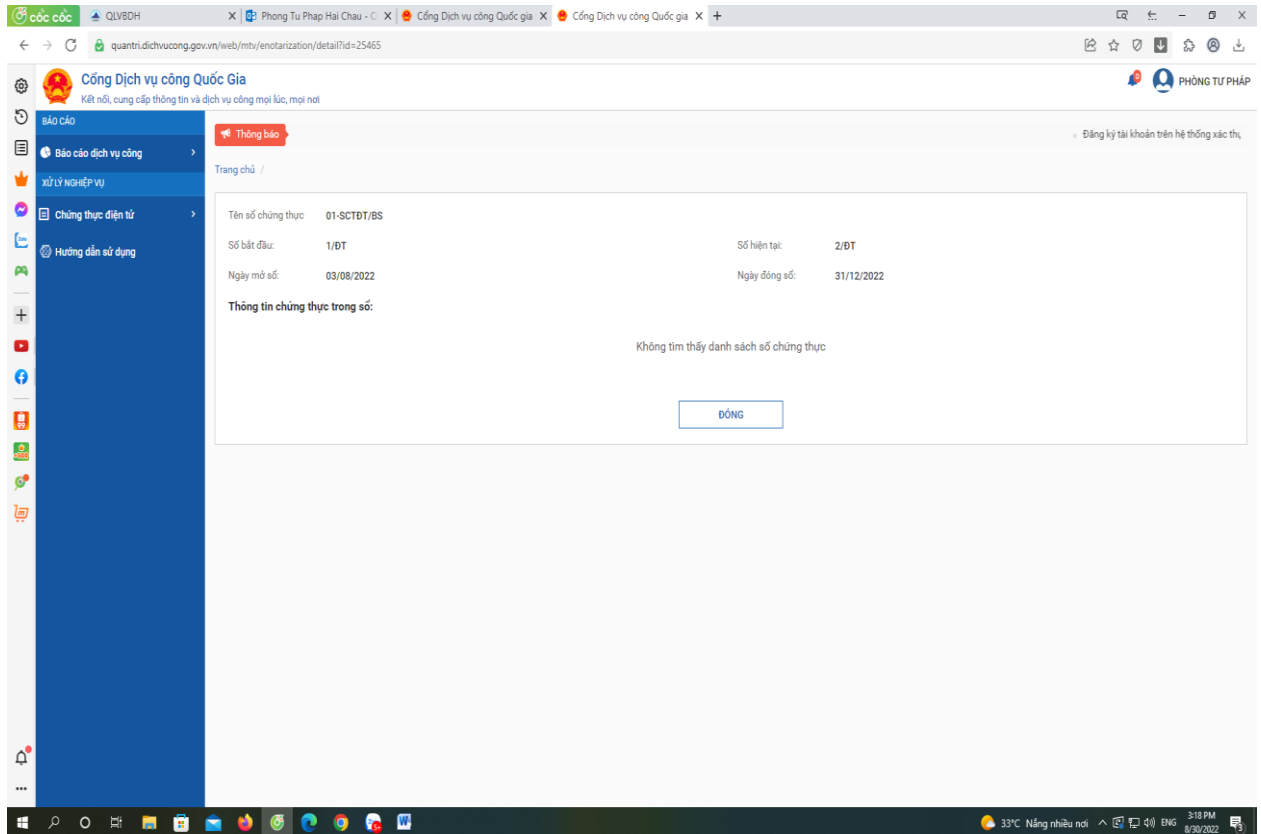 cốc cốc
QLVBDH
Phong Tu Phap Hai Chau - O
Cổng Dịch vụ công Quốc gia
Cổng Dịch vụ công Quốc gia
quantri.dichvucong.gov.vn/web/mtv/enotarization/detail?id=25465
Cổng Dịch vụ công Quốc Gia
Kết nối, cung cấp thông tin và dịch vụ công mọi lúc, mọi nơi
PHÒNG TƯ PHÁP
BÁO CÁO
Báo cáo dịch vụ công
XỬ LÝ NGHIỆP VỤ
Chứng thực điện tử
Hướng dẫn sử dụng
Thông báo
Đăng ký tài khoản trên hệ thống xác thự
Trang chủ /
Tên sổ chứng thực 01-SCTĐT/BS
Số bắt đầu: 1/ĐT Số hiện tại: 2/ĐT
Ngày mở sổ: 03/08/2022 Ngày đóng sổ: 31/12/2022
Thông tin chứng thực trong sổ:
Không tìm thấy danh sách số chứng thực
ĐÓNG
33°C Nắng nhiều nơi ENG 3:18 PM
8/30/2022